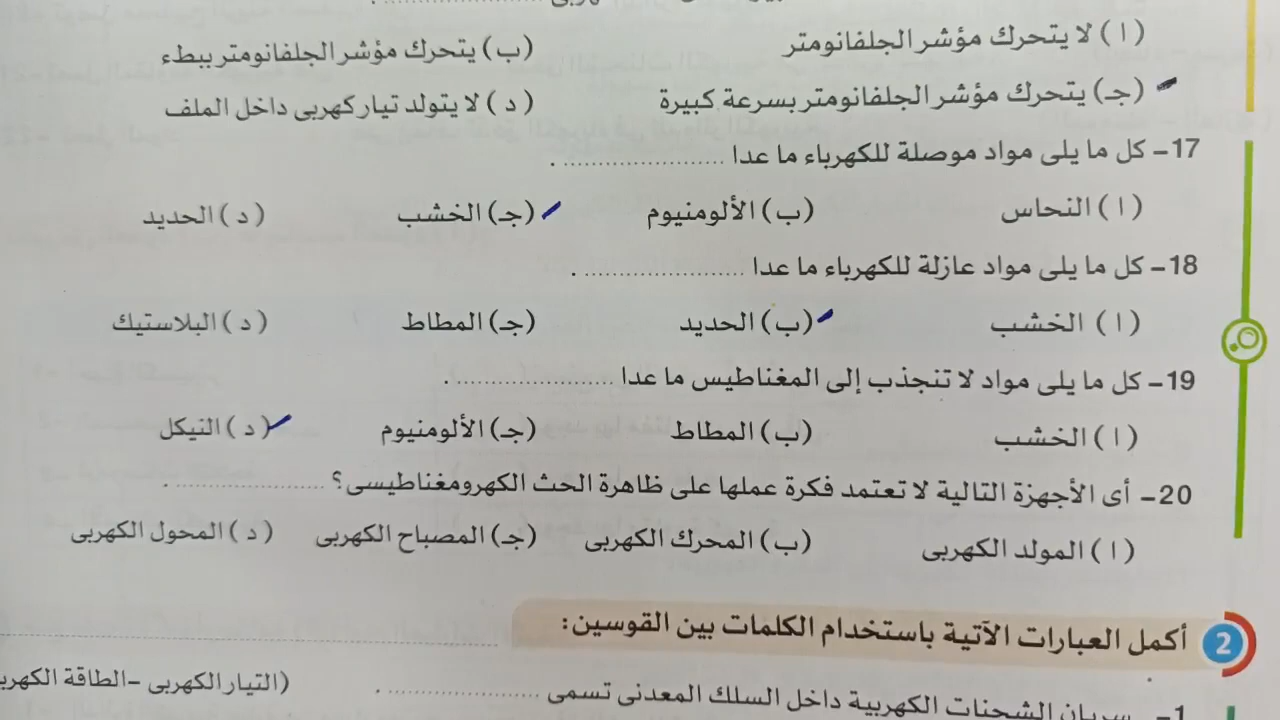 (ا) لا يتحرك مؤشر الجلفانومتر (ب) يتحرك مؤشر الجلفانومتر ببطء
(جـ) يتحرك مؤشر الجلفانومتر بسرعة كبيرة (د) لا يتولد تيار كهربى داخل الملف
17- كل ما يلى مواد موصلة للكهرباء ما عدا ....................... .
(ا) النحاس (ب) الألومنيوم (جـ) الخشب (د) الحديد
18- كل ما يلى مواد عازلة للكهرباء ما عدا ....................... .
(ا) الخشب (ب) الحديد (جـ) المطاط (د) البلاستيك
19- كل ما يلى مواد لا تنجذب إلى المغناطيس ما عدا ....................... .
(ا) الخشب (ب) المطاط (جـ) الألومنيوم (د) النيكل
20- أى الأجهزة التالية لا تعتمد فكرة عملها على ظاهرة الحث الكهرومغناطيسى؟ ....................... .
(ا) المولد الكهربى (ب) المحرك الكهربى (جـ) المصباح الكهربى (د) المحول الكهربى
2 أكمل العبارات الآتية باستخدام الكلمات بين القوسين:
1- سريان الشحنات الكهربية داخل السلك المعدنى تسمى ....................... . (التيار الكهربى - الطاقة